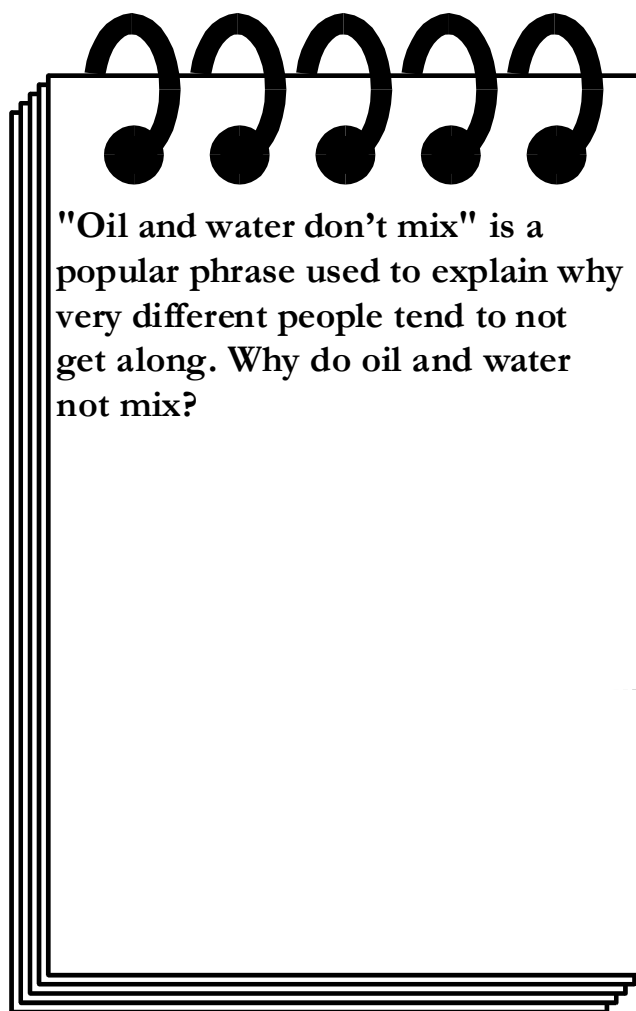 "Oil and water don’t mix" is a
popular phrase used to explain why
very different people tend to not
get along. Why do oil and water
not mix?